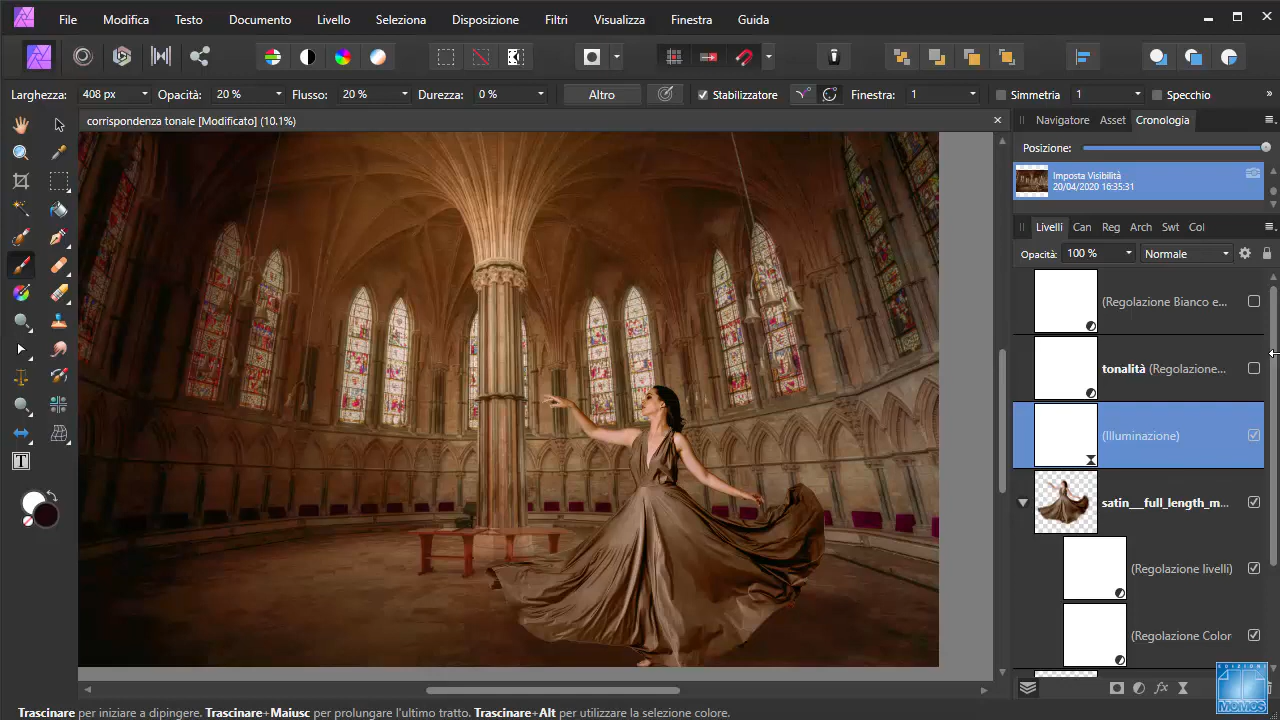 File Modifica Testo Documento Livello Seleziona Disposizione Filtri Visualizza Finestra Guida
Larghezza: 408 px Opacità: 20 % Flusso: 20 % Durezza: 0 % Altro Stabilizzatore Finestra: 1 Simmetria 1 Specchio »
corrispondenza tonale [Modificato] (10.1%)
Navigatore Asset Cronologia
Posizione:
Imposta Visibilità
20/04/2020 16:35:31
Livelli Can Reg Arch Swt Col
Opacità: 100 % Normale
(Regolazione Bianco e...
tonalità (Regolazione...
(Illuminazione)
satin__full_length_m...
(Regolazione livelli)
(Regolazione Color
fx
EDIZIONI
MOMOS
Trascinare per iniziare a dipingere. Trascinare+Maiusc per prolungare l'ultimo tratto. Trascinare+Alt per utilizzare la selezione colore.